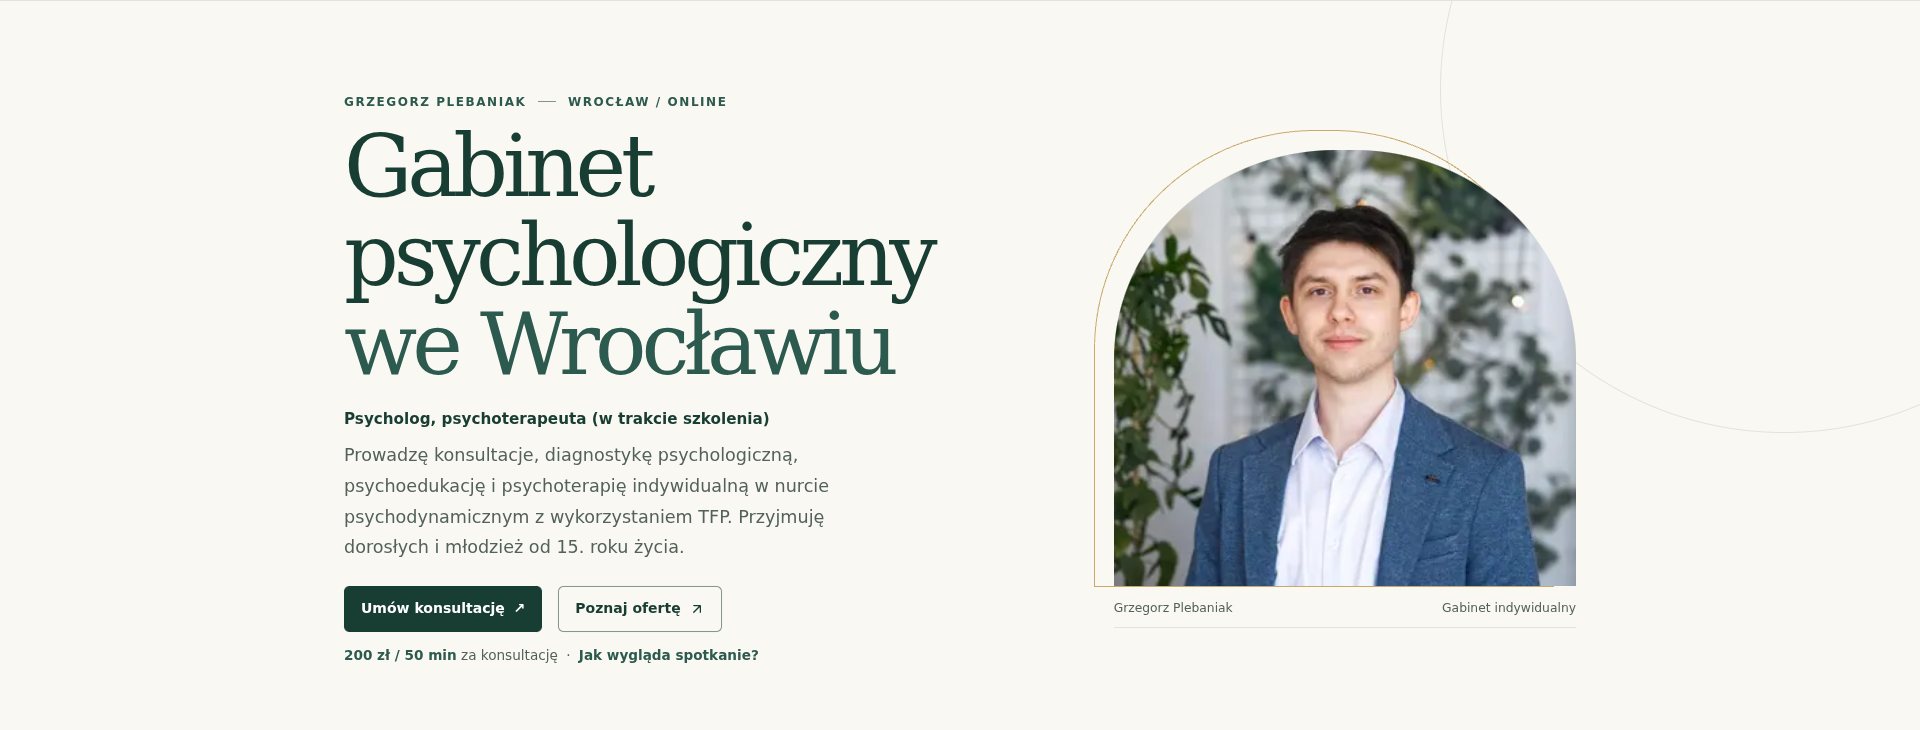 GRZEGORZ PLEBANIAK — WROCŁAW / ONLINE
Gabinet
psychologiczny
we Wrocławiu
Psycholog, psychoterapeuta (w trakcie szkolenia)
Prowadzę konsultacje, diagnostykę psychologiczną,
psychoedukację i psychoterapię indywidualną w nurcie
psychodynamicznym z wykorzystaniem TFP. Przyjmuję
dorosłych i młodzież od 15. roku życia.
Umów konsultację ↗ Poznaj ofertę ↗
200 zł / 50 min za konsultację · Jak wygląda spotkanie?
Grzegorz Plebaniak Gabinet indywidualny